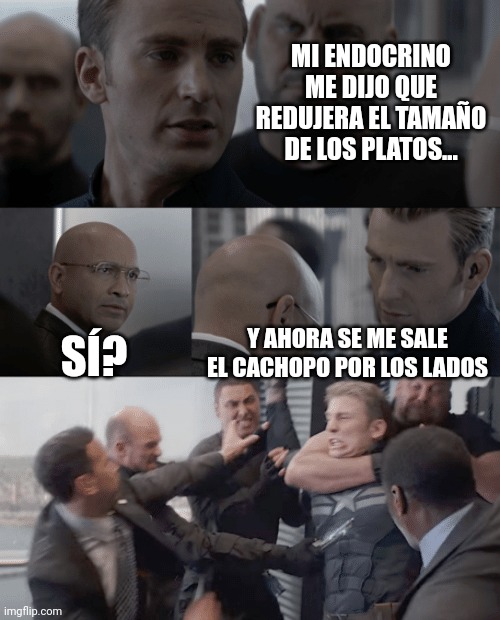 MI ENDOCRINO
ME DIJO QUE
REDUJERA EL TAMAÑO
DE LOS PLATOS...
SÍ?
Y AHORA SE ME SALE
EL CACHOPO POR LOS LADOS
imgflip.com